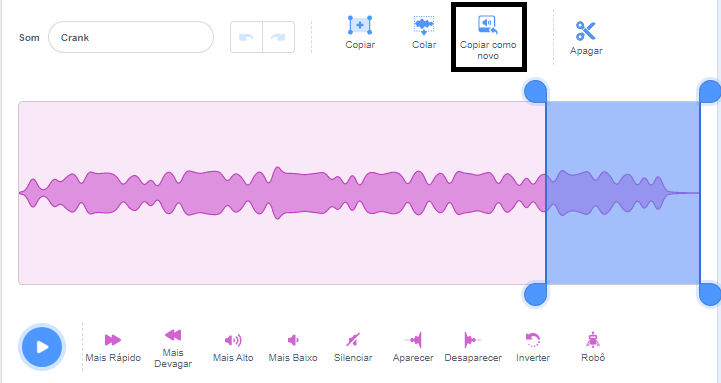 Som
Crank
Copiar
Colar
Copiar como
novo
Apagar
Mais Rápido
Mais
Devagar
Mais Alto
Mais Baixo
Silenciar
Aparecer
Desaparecer
Inverter
Robô